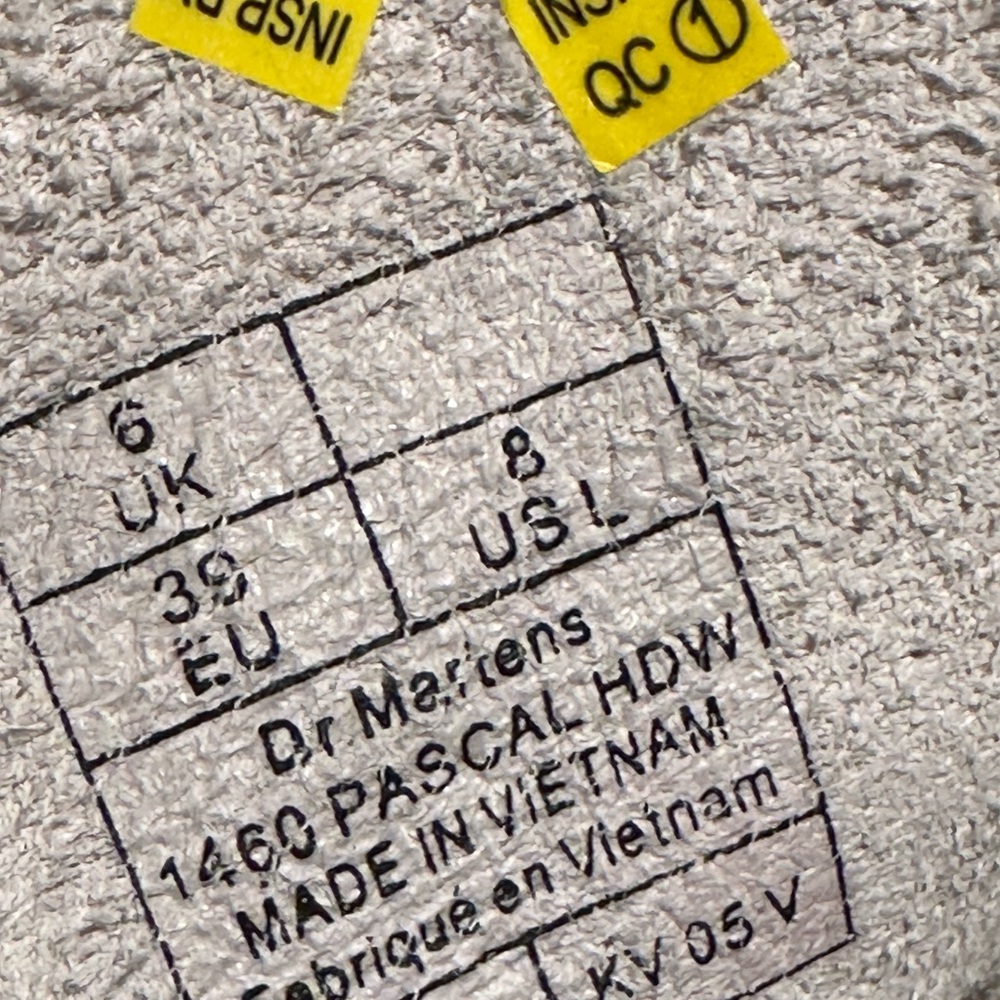 INSP
QC 1
6
UK
8
US L
39
EU
Dr Martens
1460 PASCAL HDW
MADE IN VIETNAM
Fabriqué en Vietnam
KV 05 V